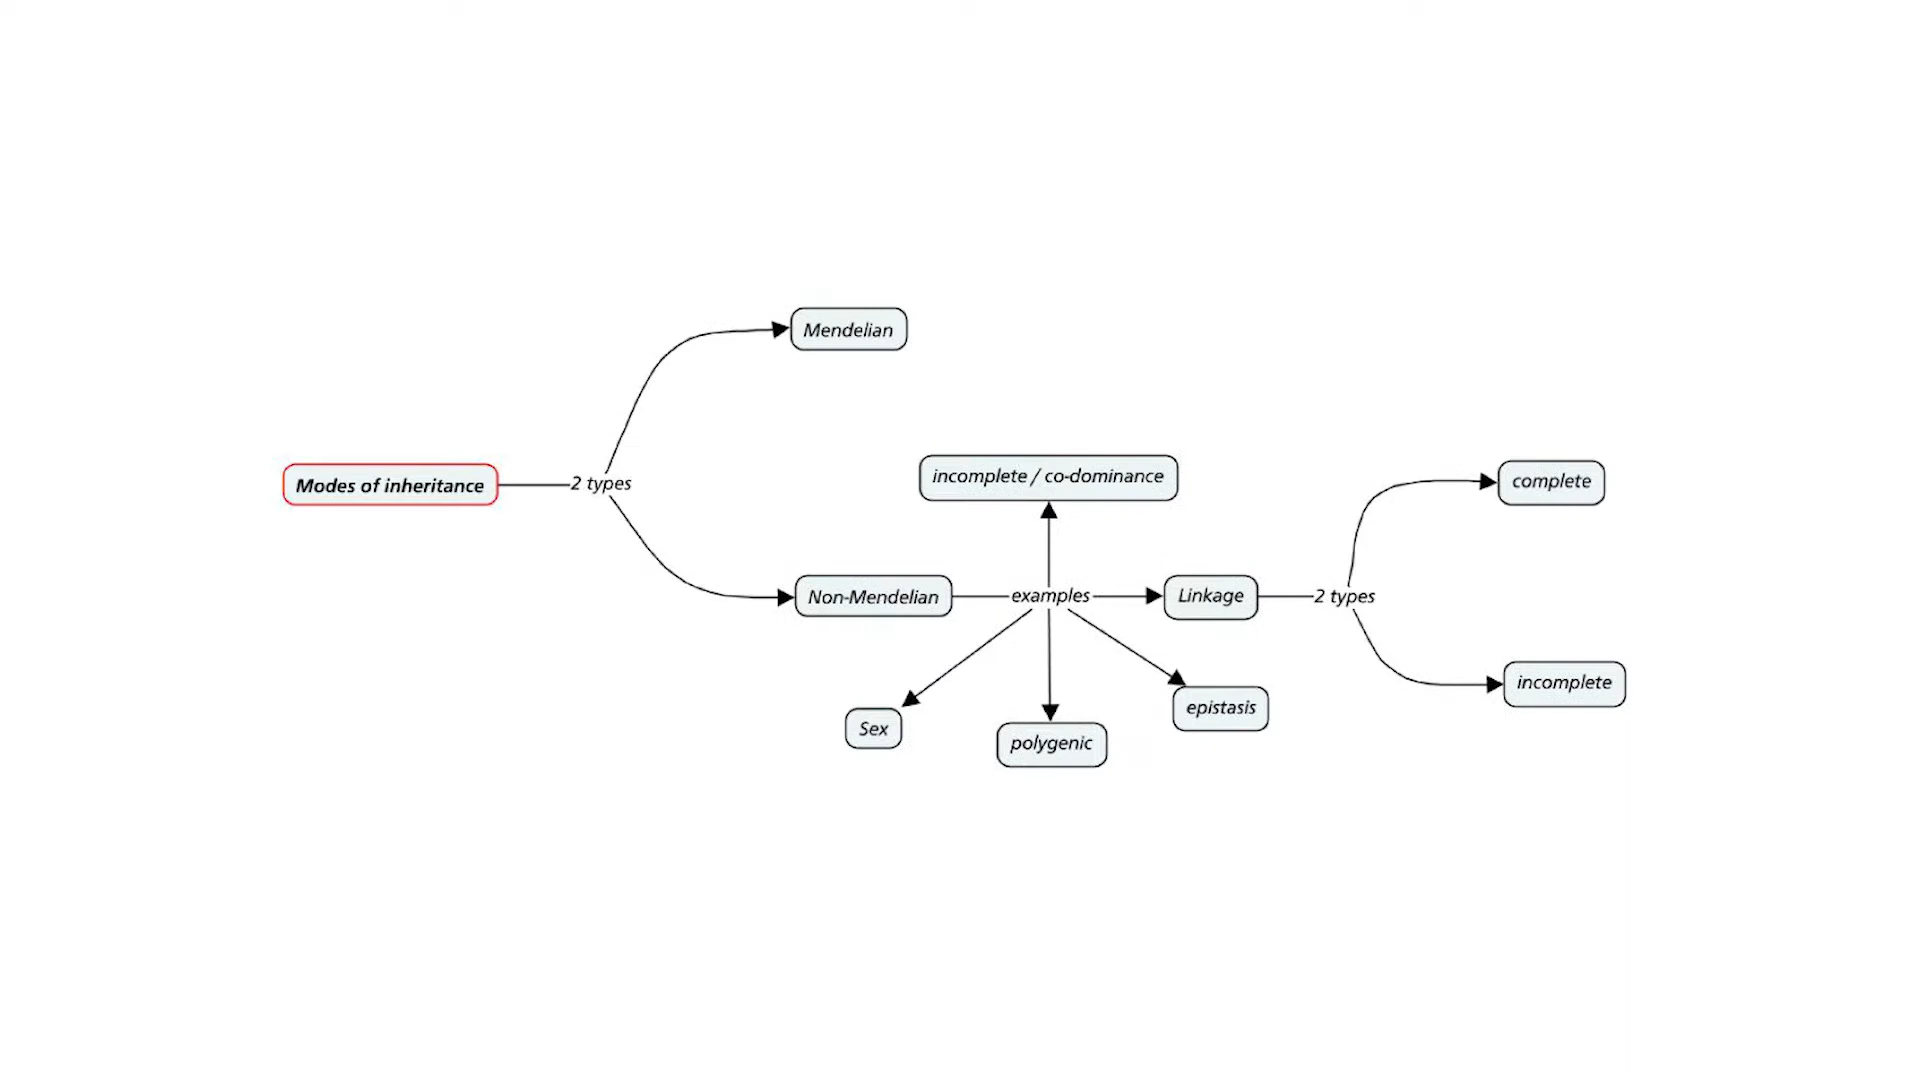 Mendelian
Modes of inheritance
2 types
incomplete / co-dominance
complete
Non-Mendelian
examples
Linkage
2 types
incomplete
Sex
polygenic
epistasis